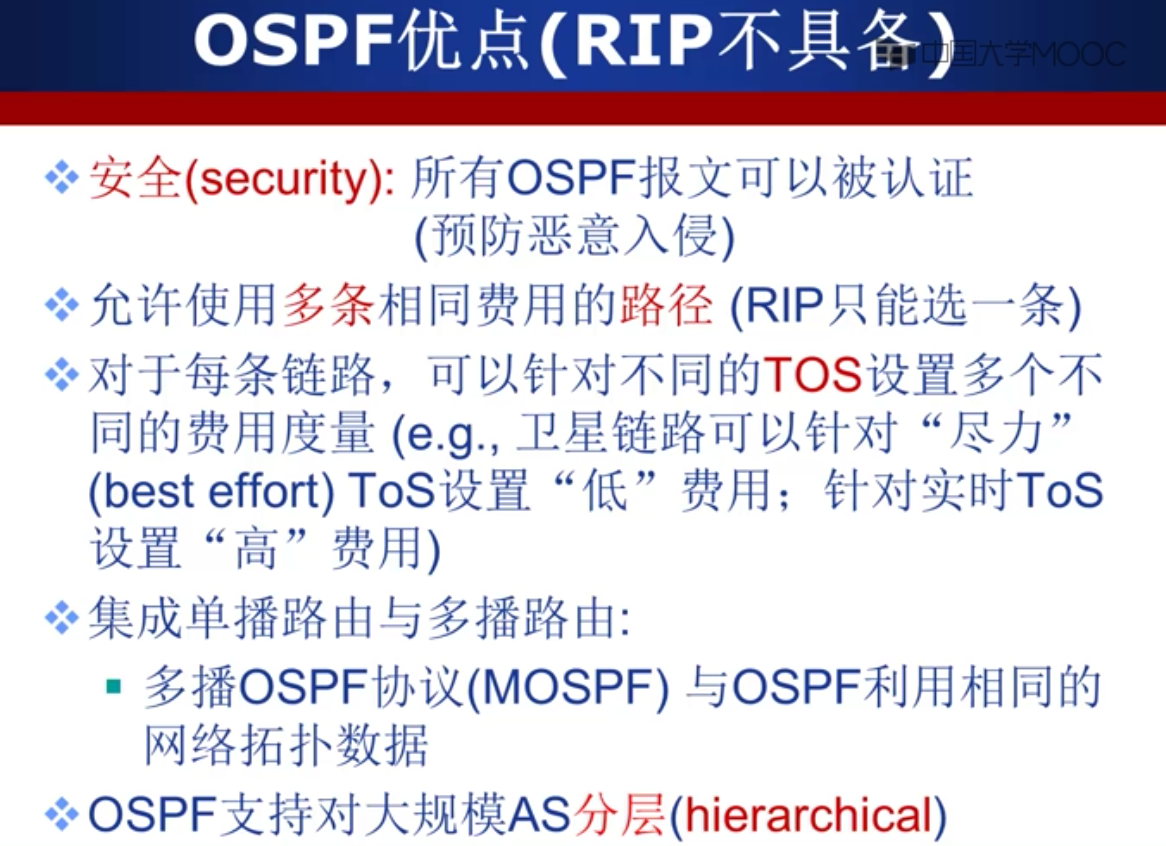 OSPF优点(RIP不具备)
中国大学MOOC
安全(security): 所有OSPF报文可以被认证
(预防恶意入侵)
允许使用多条相同费用的路径 (RIP只能选一条)
对于每条链路，可以针对不同的TOS设置多个不
同的费用度量 (e.g., 卫星链路可以针对“尽力”
(best effort) ToS设置“低”费用；针对实时ToS
设置“高”费用)
集成单播路由与多播路由:
多播OSPF协议(MOSPF) 与OSPF利用相同的
网络拓扑数据
OSPF支持对大规模AS分层(hierarchical)